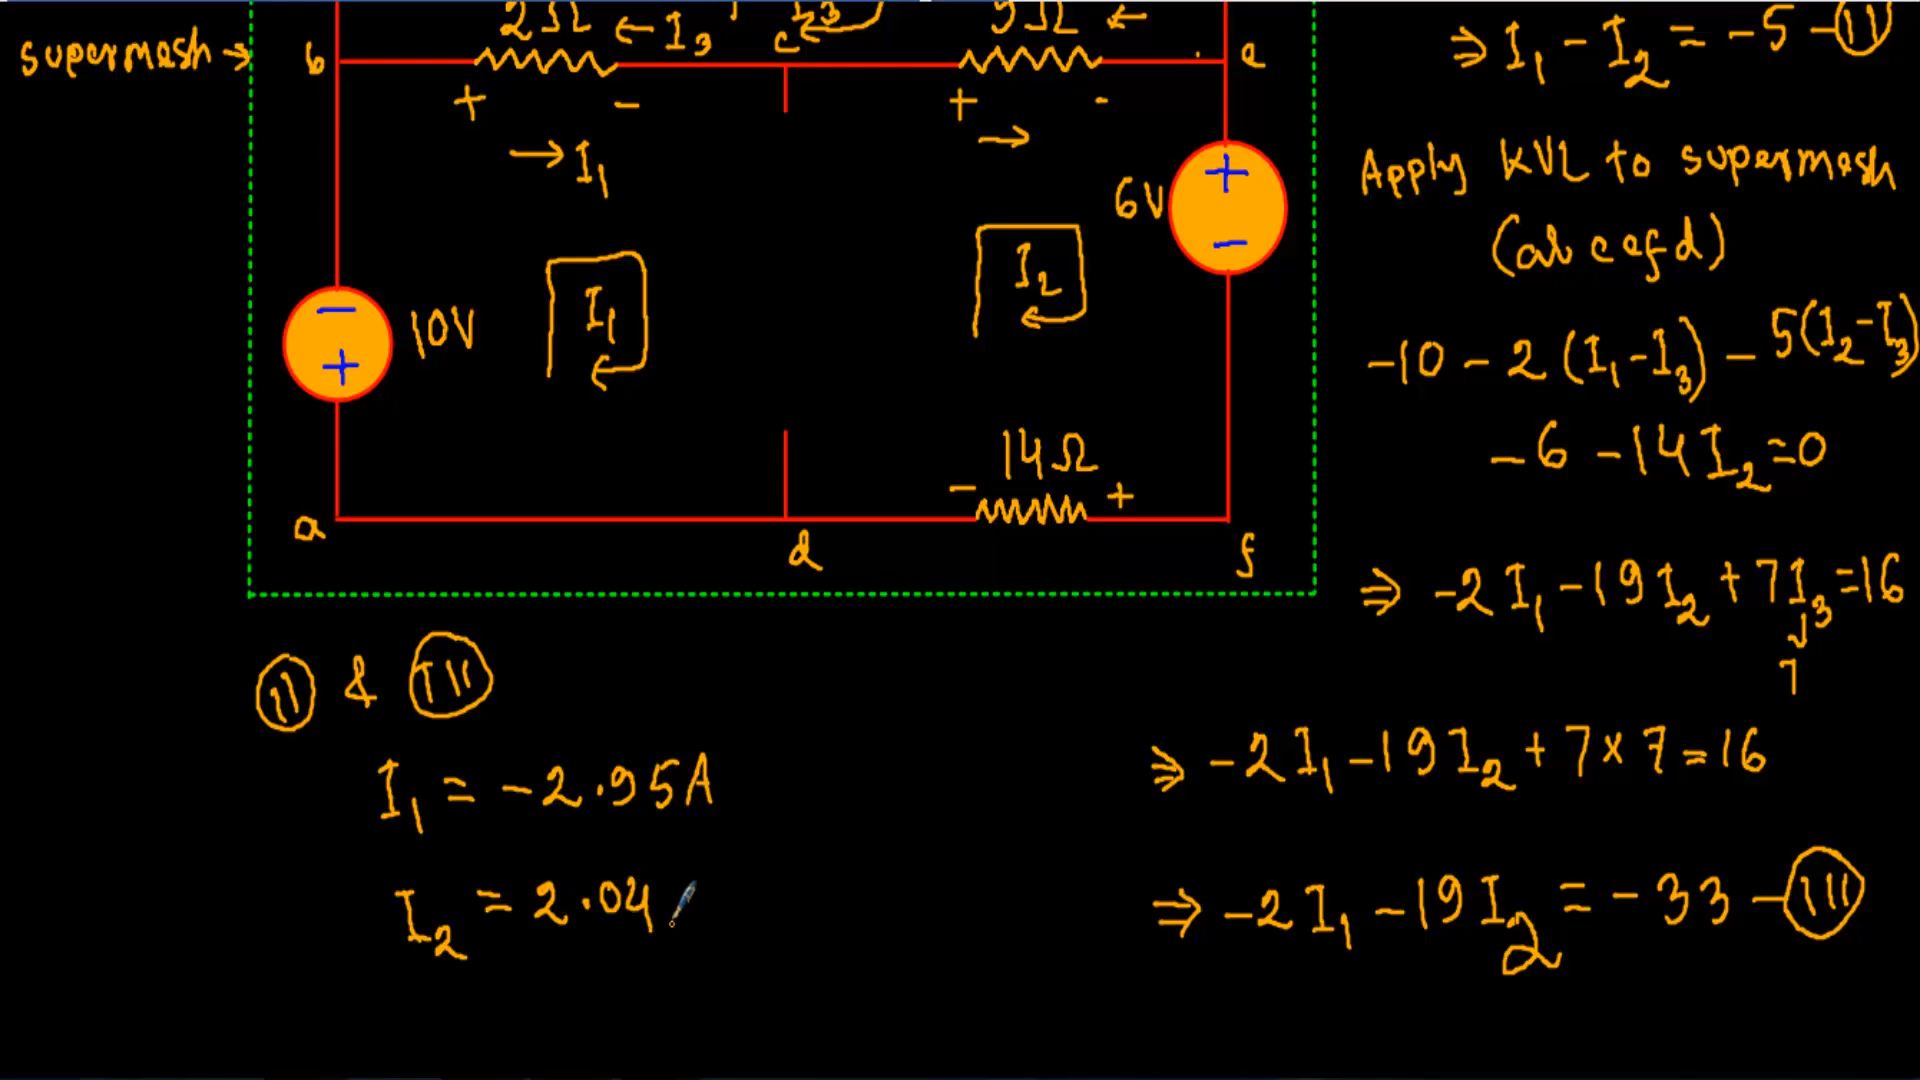 2Ω ← I3 I3
5Ω ←
supermesh → b c e
+ - + -
→ I1 →
6V
+
-
I1
I2
-
10V
+
14Ω
- +
a d f
II & III
I1 = -2.95A
I2 = 2.04
⇒ I1 - I2 = -5 - II
Apply KVL to supermesh
(abcefd)
-10 - 2(I1-I3) - 5(I2-I3)
-6 -14I2 =0
⇒ -2I1 -19I2 + 7I3 =16
7
⇒ -2I1 -19I2 + 7×7 =16
⇒ -2I1 -19I2 = -33 - III